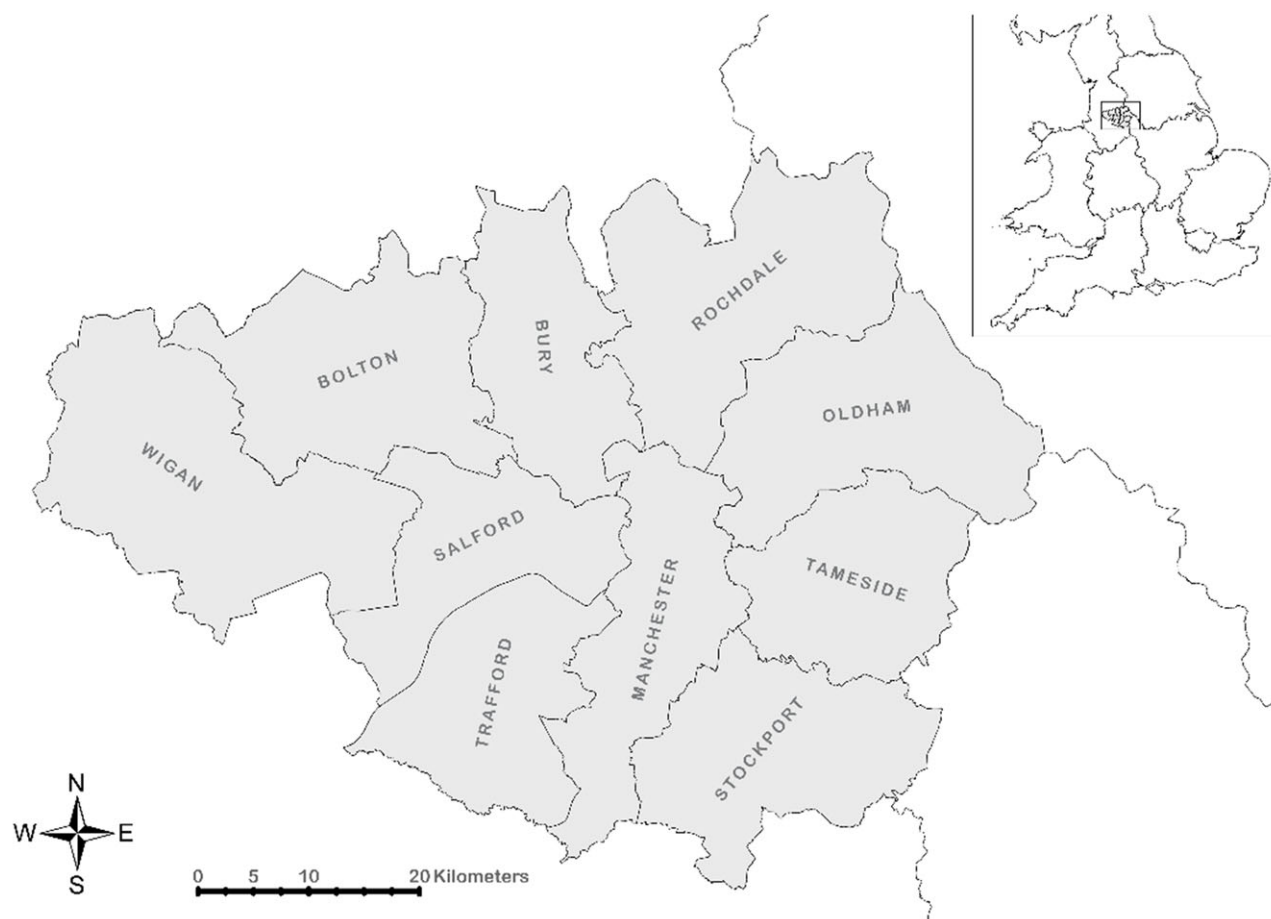 ROCHDALE
BURY
BOLTON
OLDHAM
WIGAN
SALFORD
TAMESIDE
MANCHESTER
TRAFFORD
STOCKPORT
N
W E
S
0 5 10 20 Kilometers